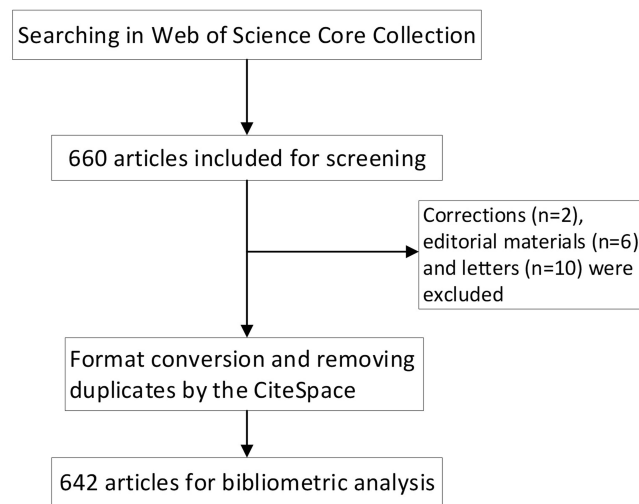 Searching in Web of Science Core Collection
660 articles included for screening
Corrections (n=2),
editorial materials (n=6)
and letters (n=10) were
excluded
Format conversion and removing
duplicates by the CiteSpace
642 articles for bibliometric analysis